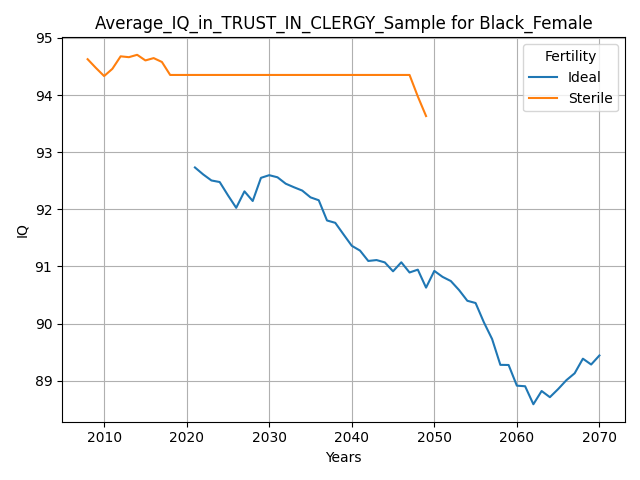 Average_IQ_in_TRUST_IN_CLERGY_Sample for Black_Female
95
94
93
92
91
90
89
IQ
Fertility
Ideal
Sterile
2010
2020
2030
2040
2050
2060
2070
Years